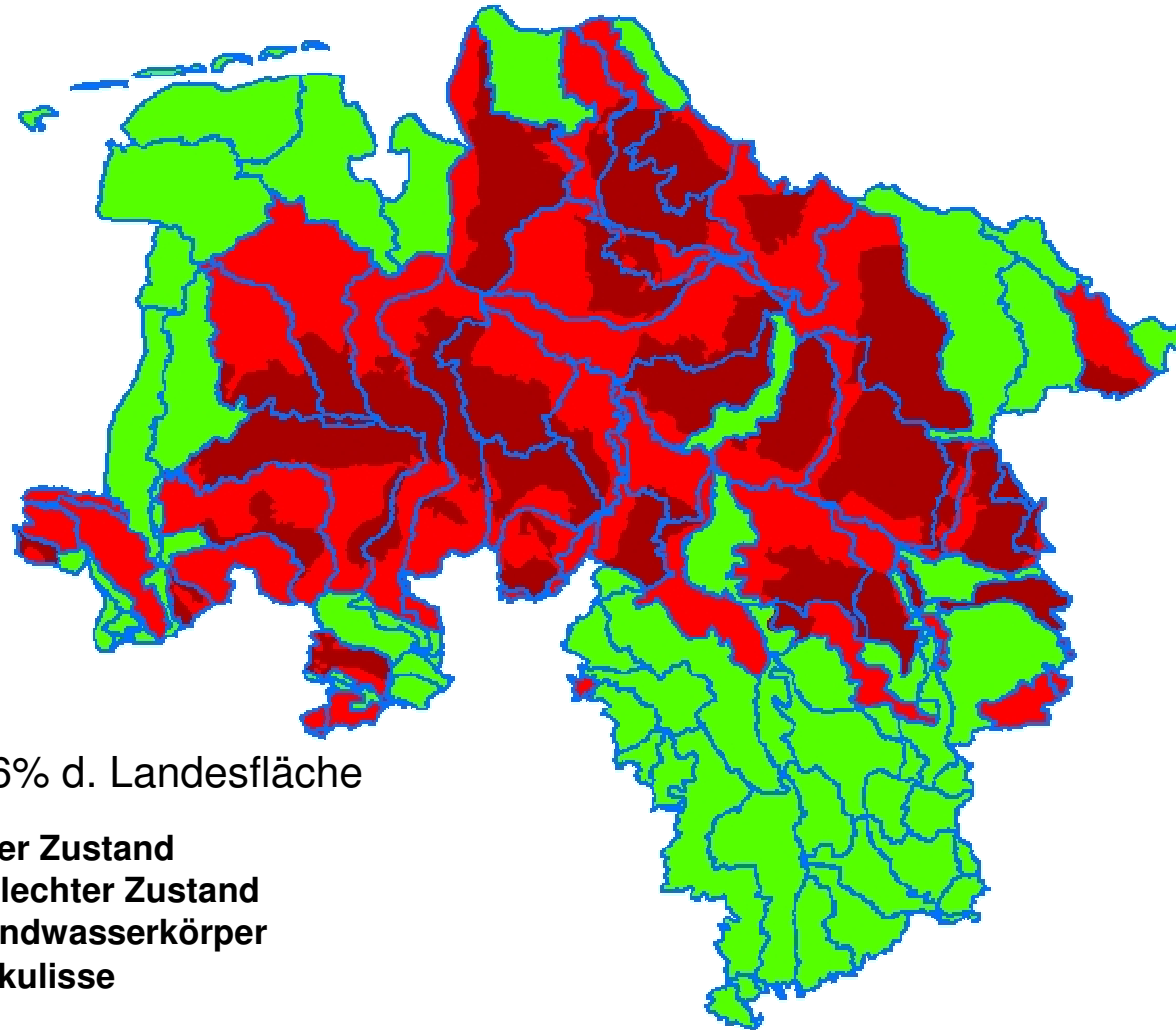 6% d. Landesfläche
er Zustand
lechter Zustand
ndwasserkörper
kulisse